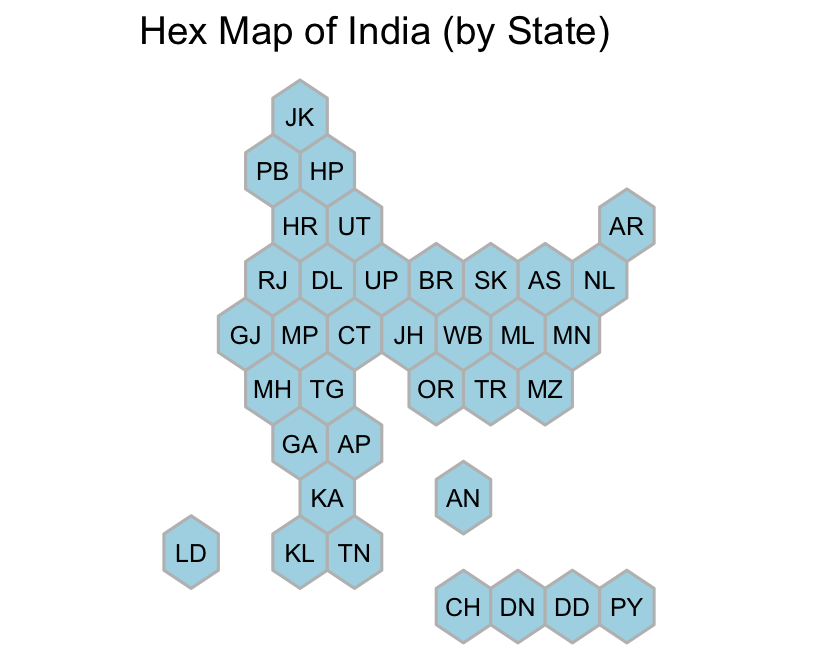 Hex Map of India (by State)
JK
PB HP
HR UT AR
RJ DL UP BR SK AS NL
GJ MP CT JH WB ML MN
MH TG OR TR MZ
GA AP
KA AN
LD KL TN
CH DN DD PY